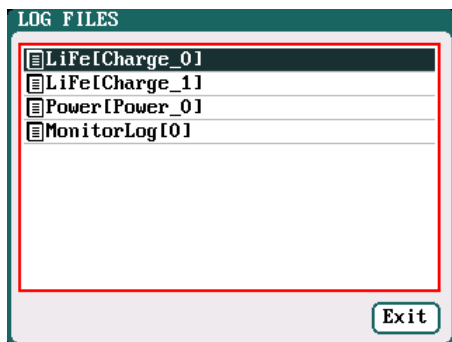 LOG FILES
LiFe[Charge_0]
LiFe[Charge_1]
Power[Power_0]
MonitorLog[0]
Exit